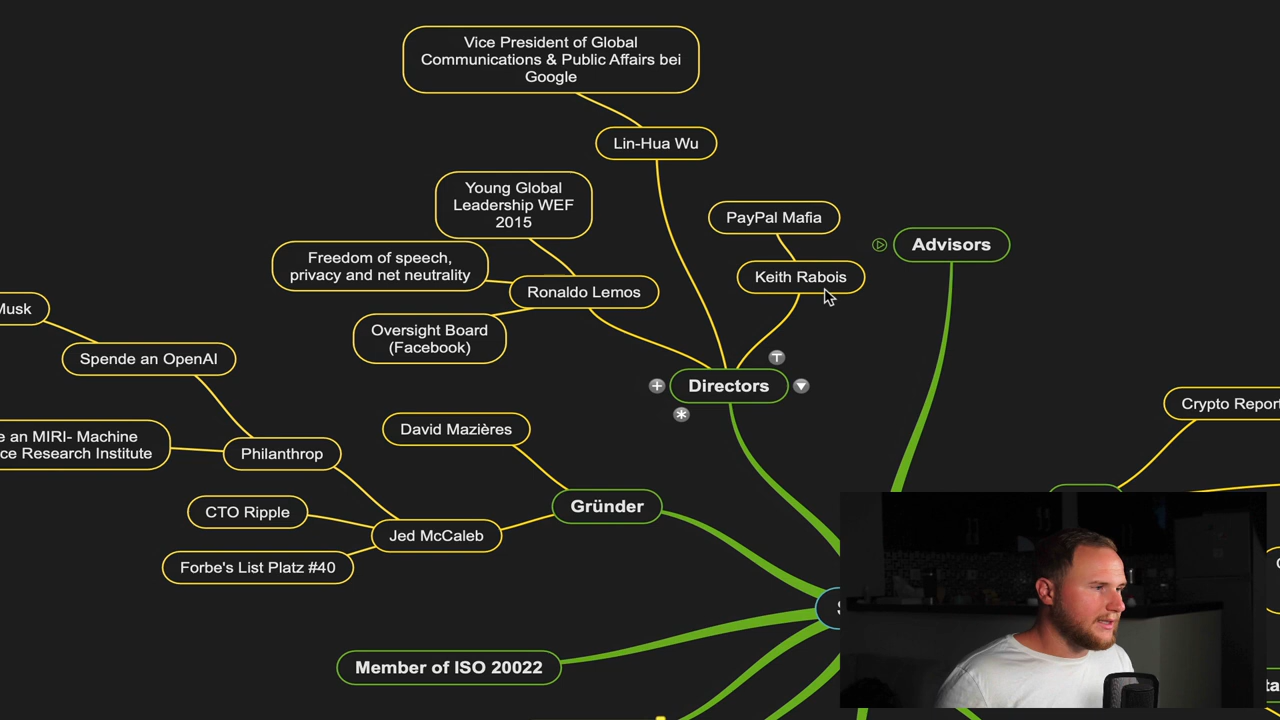 Vice President of Global
Communications & Public Affairs bei
Google
Lin-Hua Wu
Young Global
Leadership WEF
2015
PayPal Mafia
Advisors
Freedom of speech,
privacy and net neutrality
Keith Rabois
Ronaldo Lemos
Musk
Oversight Board
(Facebook)
Spende an OpenAI
Directors
Crypto Report
David Mazières
e an MIRI- Machine
ce Research Institute
Philanthrop
Gründer
CTO Ripple
Jed McCaleb
Forbe's List Platz #40
Member of ISO 20022